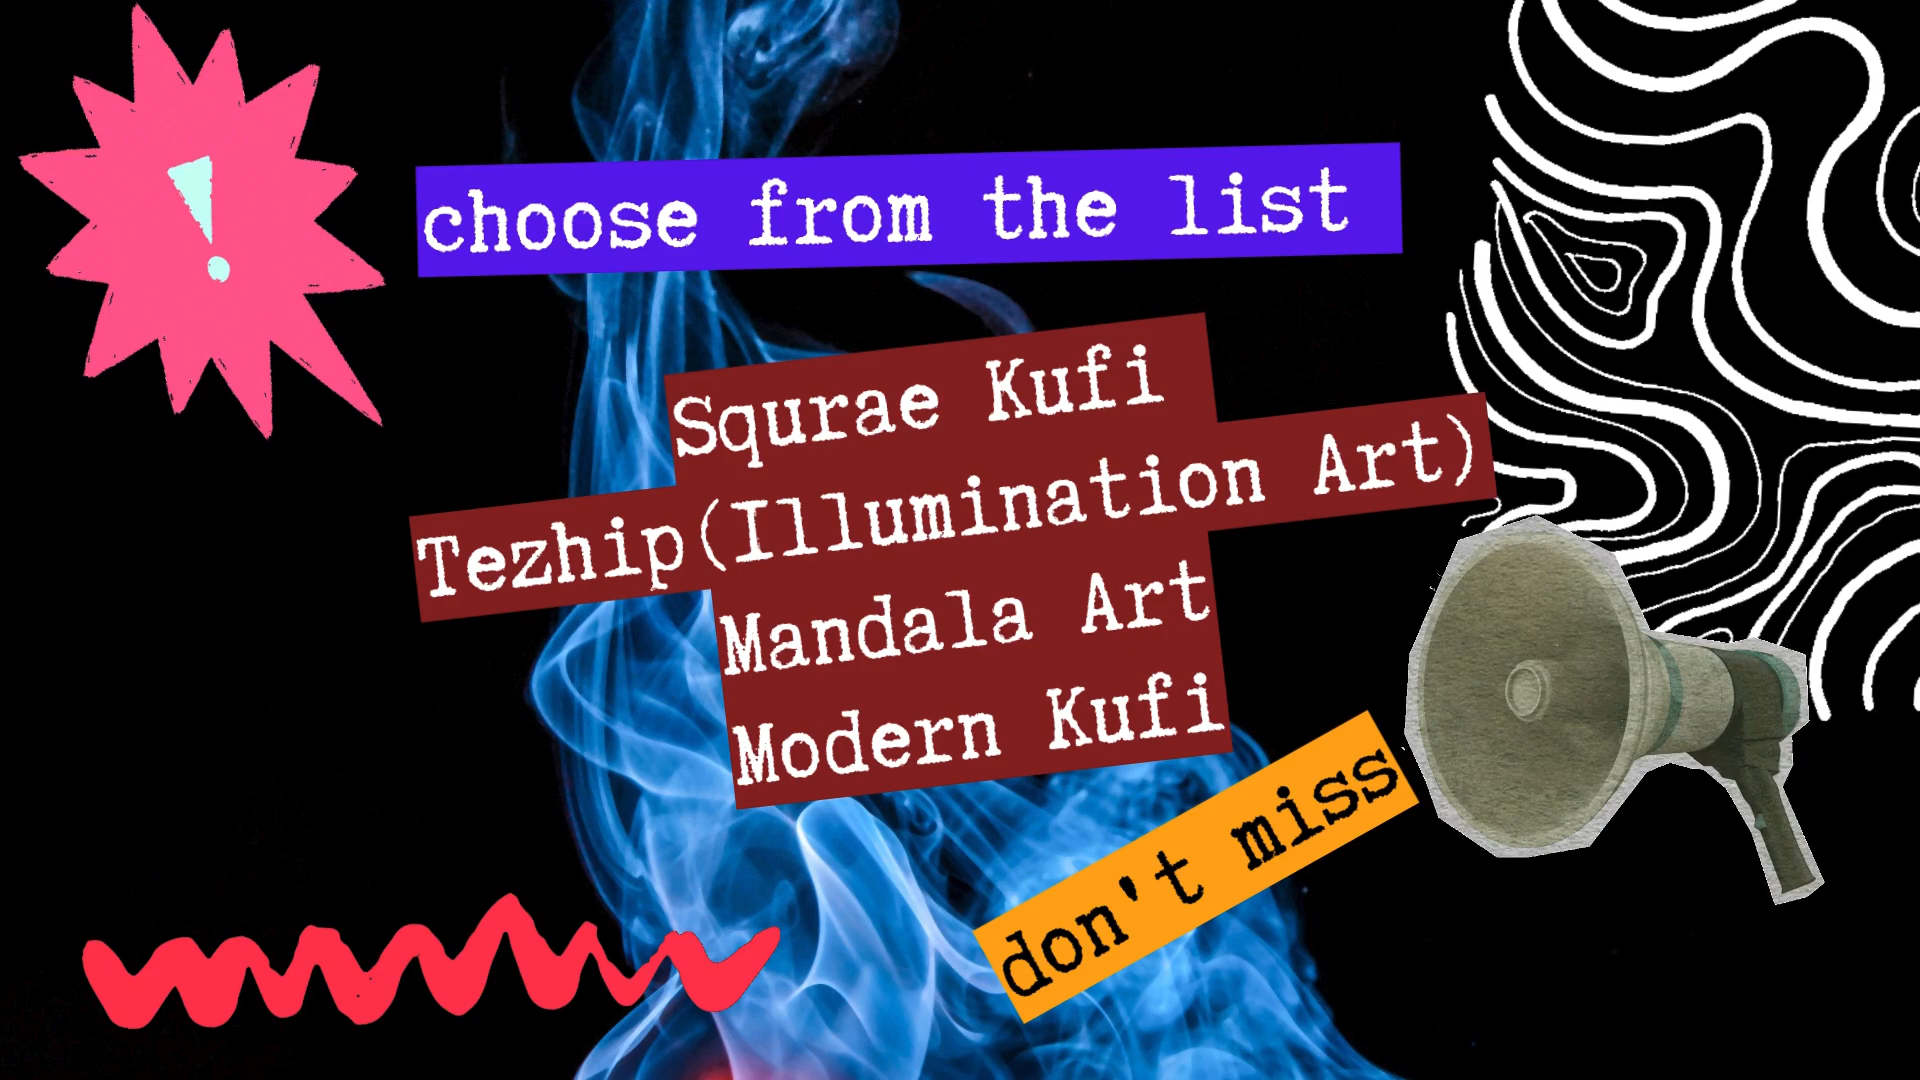 !
choose from the list
Squrae Kufi
Tezhip(Illumination Art)
Mandala Art
Modern Kufi
don't miss